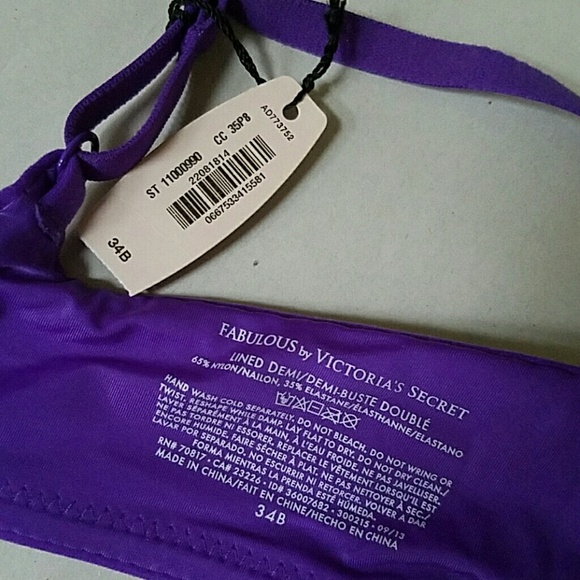 AD773752
ST 11000990 CC 35P8
22081814
0667533415581
34B
FABULOUS by VICTORIA'S SECRET
LINED DEMI/DEMI-BUSTE DOUBLÉ
65% NYLON/NAILON, 35% ELASTANE/ÉLASTHANNE/ELASTANO
HAND WASH COLD SEPARATELY. DO NOT BLEACH. DO NOT WRING OR
TWIST. RESHAPE WHILE DAMP. LAY FLAT TO DRY. DO NOT DRY CLEAN/
LAVER SÉPARÉMENT À LA MAIN, À L'EAU FROIDE. NE PAS JAVELLISER.
NE PAS TORDRE NI ESSORER. REPLACER LE VÊTEMENT LORSQU'IL EST
ENCORE HUMIDE. FAIRE SÉCHER À PLAT. NE PAS NETTOYER À SEC/
LAVAR POR SEPARADO. NO ESCURRIR NI RETORCER. VOLVER A DAR
FORMA MIENTRAS LA PRENDA ESTÉ HÚMEDA.
RN# 70817 • CA# 23226 • ID# 36007682 • 300215 • 09/13
MADE IN CHINA/FAIT EN CHINE/HECHO EN CHINA
34B